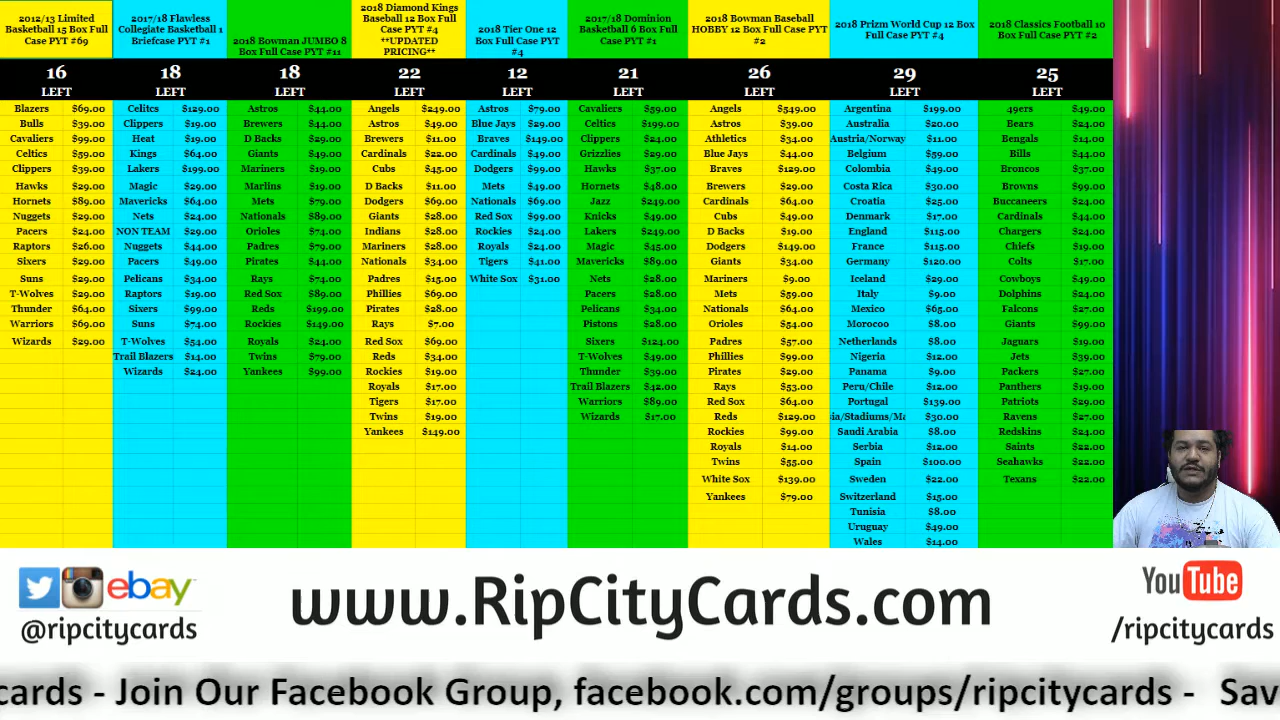 2012/13 Limited
Basketball 15 Box Full
Case PYT #69
16
LEFT
Blazers $69.00
Bulls $39.00
Cavaliers $99.00
Celtics $59.00
Clippers $39.00
Hawks $29.00
Hornets $89.00
Nuggets $29.00
Pacers $24.00
Raptors $26.00
Sixers $29.00
Suns $29.00
T-Wolves $29.00
Thunder $64.00
Warriors $69.00
Wizards $29.00
2017/18 Flawless
Collegiate Basketball 1
Briefcase PYT #1
18
LEFT
Celitcs $129.00
Clippers $19.00
Heat $19.00
Kings $64.00
Lakers $199.00
Magic $29.00
Mavericks $64.00
Nets $24.00
NON TEAM $29.00
Nuggets $44.00
Pacers $49.00
Pelicans $34.00
Raptors $19.00
Sixers $99.00
Suns $74.00
T-Wolves $54.00
Trail Blazers $14.00
Wizards $24.00
2018 Bowman JUMBO 8
Box Full Case PYT #11
18
LEFT
Astros $44.00
Brewers $44.00
D Backs $29.00
Giants $49.00
Mariners $19.00
Marlins $19.00
Mets $79.00
Nationals $89.00
Orioles $74.00
Padres $79.00
Pirates $44.00
Rays $74.00
Red Sox $89.00
Reds $199.00
Rockies $149.00
Royals $24.00
Twins $79.00
Yankees $99.00
2018 Diamond Kings
Baseball 12 Box Full
Case PYT #4
**UPDATED
PRICING**
22
LEFT
Angels $249.00
Astros $49.00
Brewers $11.00
Cardinals $22.00
Cubs $45.00
D Backs $11.00
Dodgers $69.00
Giants $28.00
Indians $28.00
Mariners $28.00
Nationals $34.00
Padres $15.00
Phillies $69.00
Pirates $28.00
Rays $7.00
Red Sox $69.00
Reds $34.00
Rockies $19.00
Royals $17.00
Tigers $17.00
Twins $19.00
Yankees $149.00
2018 Tier One 12
Box Full Case PYT
#4
12
LEFT
Astros $79.00
Blue Jays $29.00
Braves $149.00
Cardinals $49.00
Dodgers $99.00
Mets $49.00
Nationals $69.00
Red Sox $99.00
Rockies $24.00
Royals $24.00
Tigers $41.00
White Sox $31.00
2017/18 Dominion
Basketball 6 Box Full
Case PYT #1
21
LEFT
Cavaliers $59.00
Celtics $199.00
Clippers $24.00
Grizzlies $29.00
Hawks $37.00
Hornets $48.00
Jazz $249.00
Knicks $49.00
Lakers $249.00
Magic $45.00
Mavericks $89.00
Nets $28.00
Pacers $28.00
Pelicans $34.00
Pistons $28.00
Sixers $124.00
T-Wolves $49.00
Thunder $39.00
Trail Blazers $42.00
Warriors $89.00
Wizards $17.00
2018 Bowman Baseball
HOBBY 12 Box Full Case PYT
#2
26
LEFT
Angels $549.00
Astros $39.00
Athletics $34.00
Blue Jays $44.00
Braves $129.00
Brewers $29.00
Cardinals $64.00
Cubs $49.00
D Backs $19.00
Dodgers $149.00
Giants $34.00
Mariners $9.00
Mets $59.00
Nationals $64.00
Orioles $54.00
Padres $57.00
Phillies $99.00
Pirates $29.00
Rays $53.00
Red Sox $64.00
Reds $129.00
Rockies $99.00
Royals $14.00
Twins $55.00
White Sox $139.00
Yankees $79.00
2018 Prizm World Cup 12 Box
Full Case PYT #4
29
LEFT
Argentina $199.00
Australia $20.00
Austria/Norway $11.00
Belgium $59.00
Colombia $49.00
Costa Rica $30.00
Croatia $25.00
Denmark $17.00
England $115.00
France $115.00
Germany $120.00
Iceland $29.00
Italy $9.00
Mexico $65.00
Morocoo $8.00
Netherlands $8.00
Nigeria $12.00
Panama $9.00
Peru/Chile $12.00
Portugal $139.00
ia/Stadiums/Ma $30.00
Saudi Arabia $8.00
Serbia $12.00
Spain $100.00
Sweden $22.00
Switzerland $15.00
Tunisia $8.00
Uruguay $49.00
Wales $14.00
2018 Classics Football 10
Box Full Case PYT #2
25
LEFT
49ers $49.00
Bears $24.00
Bengals $14.00
Bills $44.00
Broncos $37.00
Browns $99.00
Buccaneers $24.00
Cardinals $44.00
Chargers $24.00
Chiefs $19.00
Colts $17.00
Cowboys $49.00
Dolphins $24.00
Falcons $27.00
Giants $99.00
Jaguars $19.00
Jets $39.00
Packers $27.00
Panthers $19.00
Patriots $29.00
Ravens $27.00
Redskins $24.00
Saints $22.00
Seahawks $22.00
Texans $22.00
ebay
@ripcitycards
www.RipCityCards.com
YouTube
/ripcitycards
cards - Join Our Facebook Group, facebook.com/groups/ripcitycards - Sav